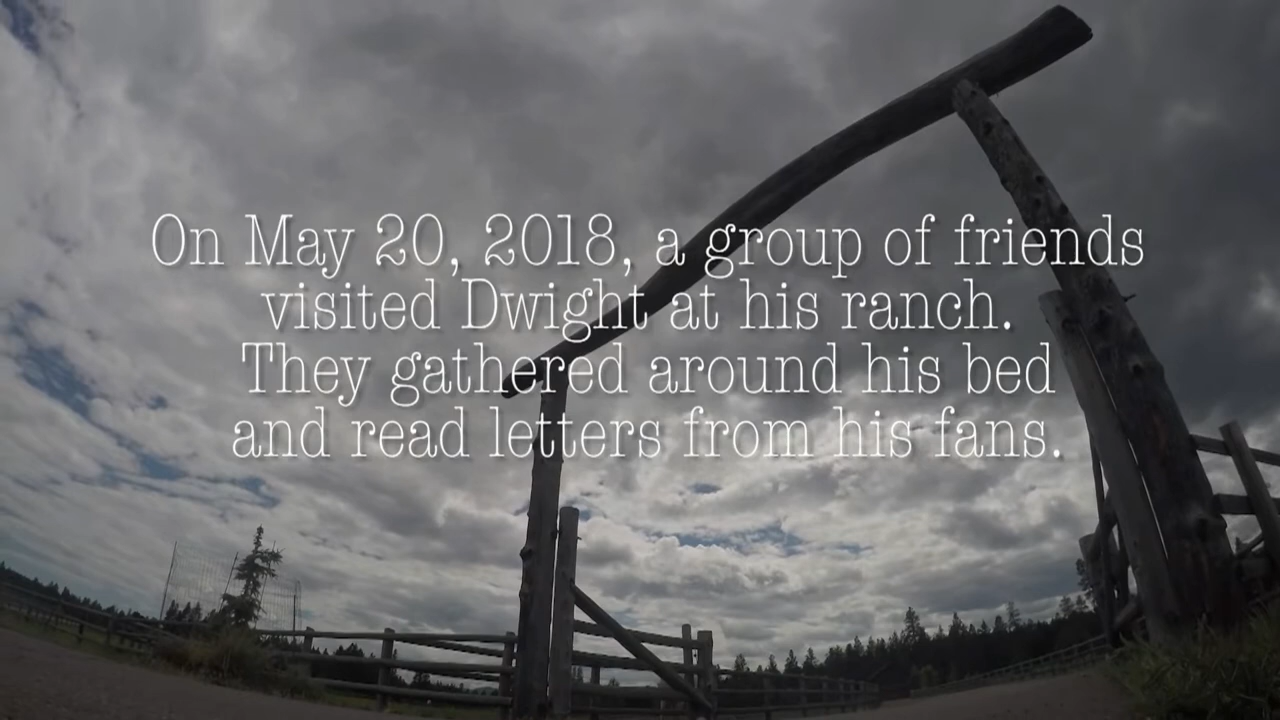 On May 20, 2018, a group of friends
visited Dwight at his ranch.
They gathered around his bed
and read letters from his fans.